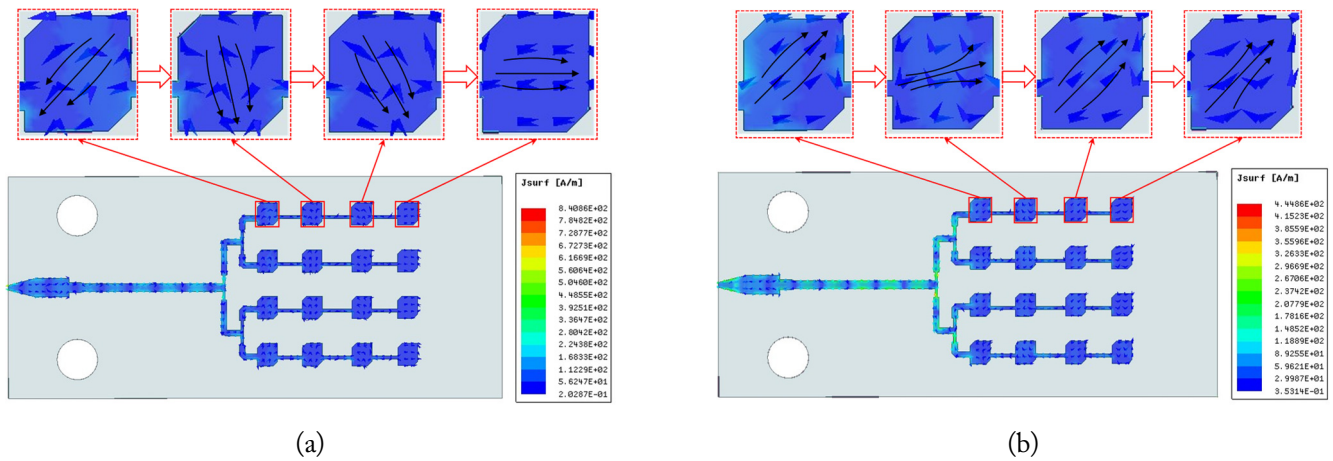 Jsurf [A/m]
8.4086E+02
7.8482E+02
7.2877E+02
6.7273E+02
6.1669E+02
5.6064E+02
5.0460E+02
4.4855E+02
3.9251E+02
3.3647E+02
2.8042E+02
2.2438E+02
1.6833E+02
1.1229E+02
5.6247E+01
2.0287E-01
(a)
Jsurf [A/m]
4.4486E+02
4.1523E+02
3.8559E+02
3.5596E+02
3.2633E+02
2.9669E+02
2.6706E+02
2.3742E+02
2.0779E+02
1.7816E+02
1.4852E+02
1.1889E+02
8.9255E+01
5.9621E+01
2.9987E+01
3.5314E-01
(b)